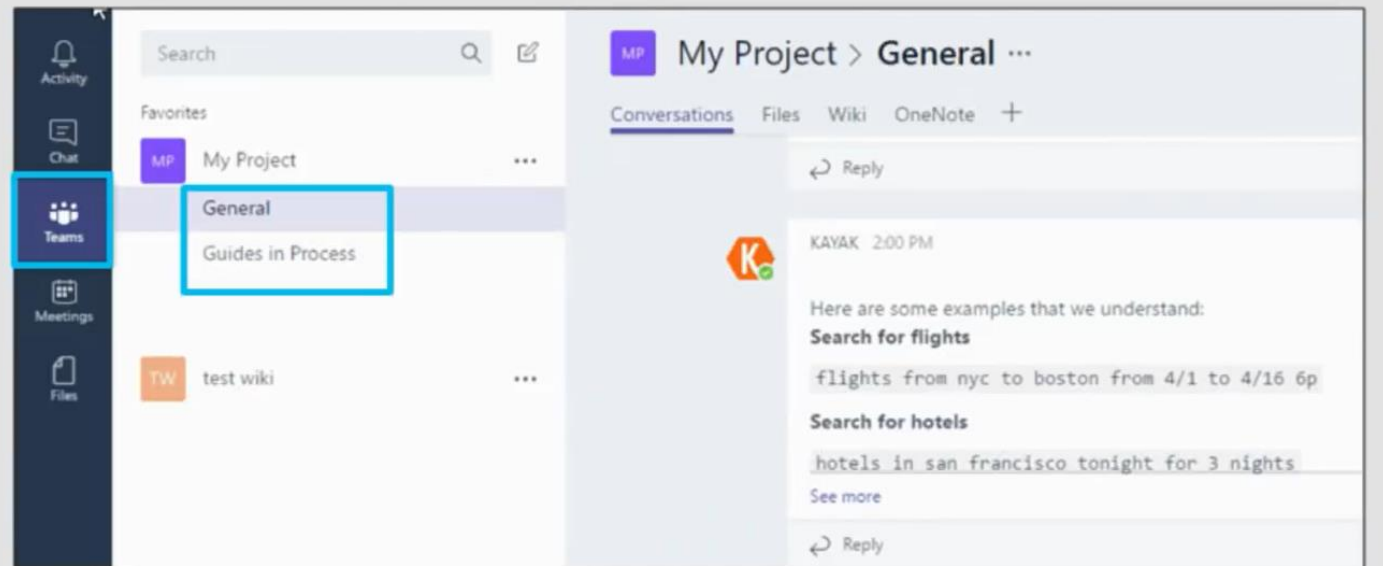 Activity
Chat
Teams
Meetings
Files
Search
Favorites
MP My Project ...
General
Guides in Process
TW test wiki ...
MP My Project > General ...
Conversations Files Wiki OneNote +
Reply
K
KAYAK 2:00 PM
Here are some examples that we understand:
Search for flights
flights from nyc to boston from 4/1 to 4/16 6p
Search for hotels
hotels in san francisco tonight for 3 nights
See more
Reply